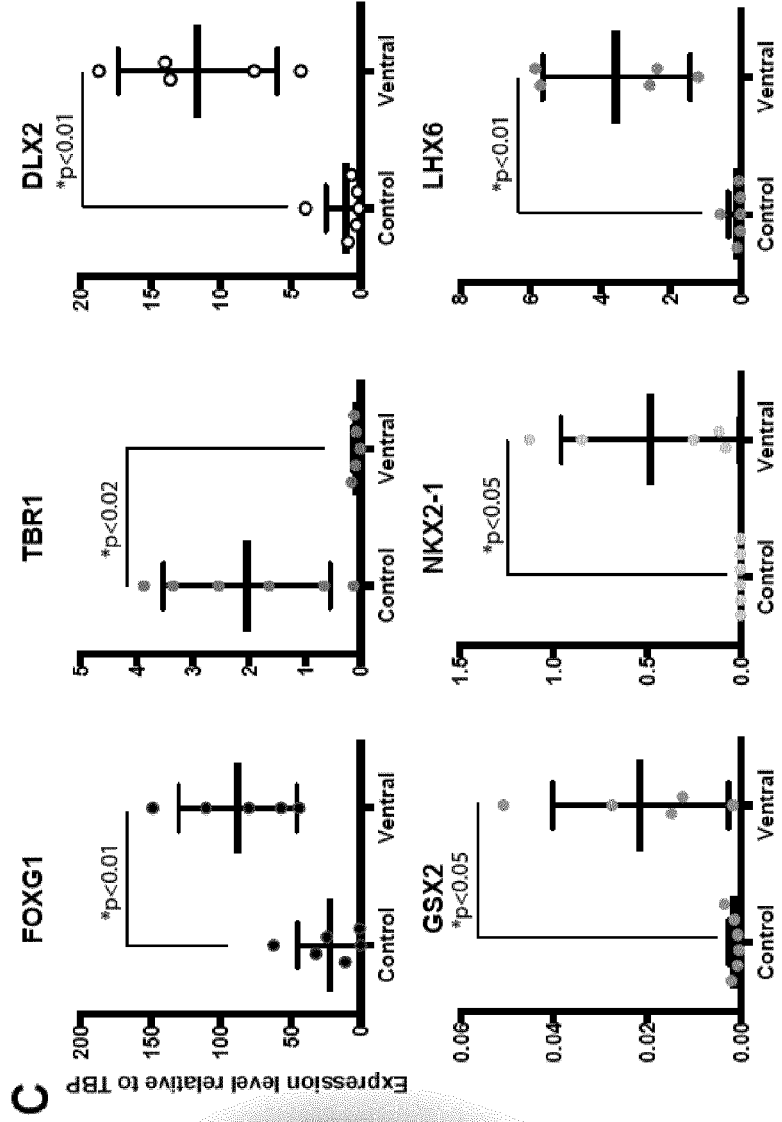 C
Expression level relative to TBP
FOXG1
*p<0.01
200
150
100
50
0
Control Ventral
TBR1
*p<0.02
5
4
3
2
1
0
Control Ventral
DLX2
*p<0.01
20
15
10
5
0
Control Ventral
GSX2
*p<0.05
0.06
0.04
0.02
0.00
Control Ventral
NKX2-1
*p<0.05
1.5
1.0
0.5
0.0
Control Ventral
LHX6
*p<0.01
8
6
4
2
0
Control Ventral